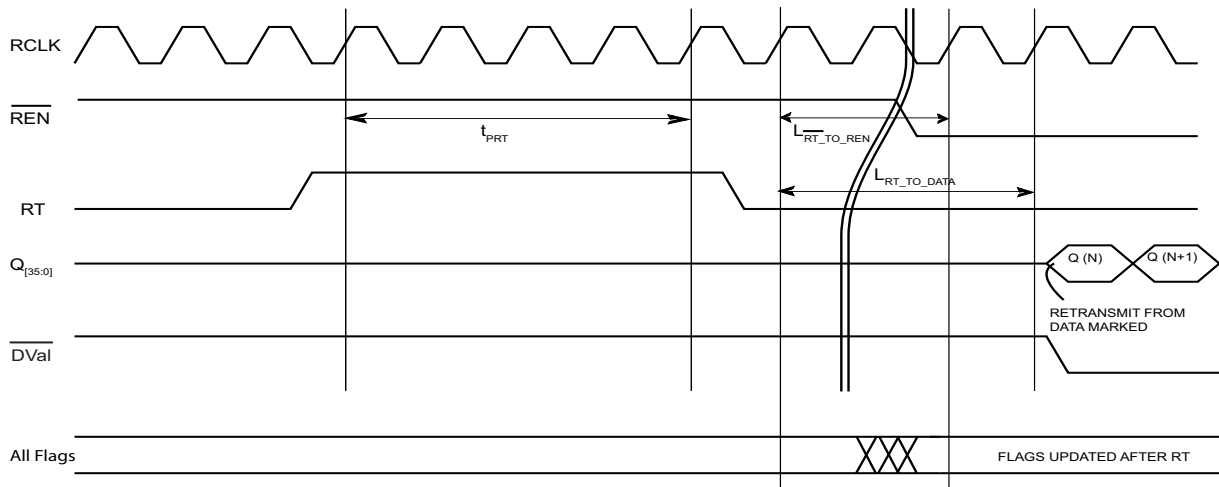 RCLK
REN
tPRT
LRT_TO_REN
LRT_TO_DATA
RT
Q[35:0]
Q (N)
Q (N+1)
RETRANSMIT FROM
DATA MARKED
DVal
All Flags
FLAGS UPDATED AFTER RT